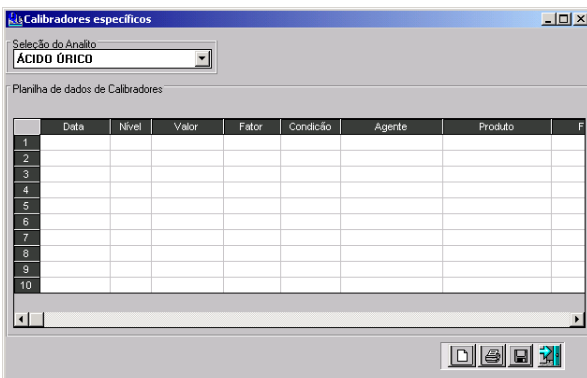 Calibradores específicos
Seleção do Analito
ÁCIDO ÚRICO
Planilha de dados de Calibradores
Data Nível Valor Fator Condicão Agente Produto F
1
2
3
4
5
6
7
8
9
10